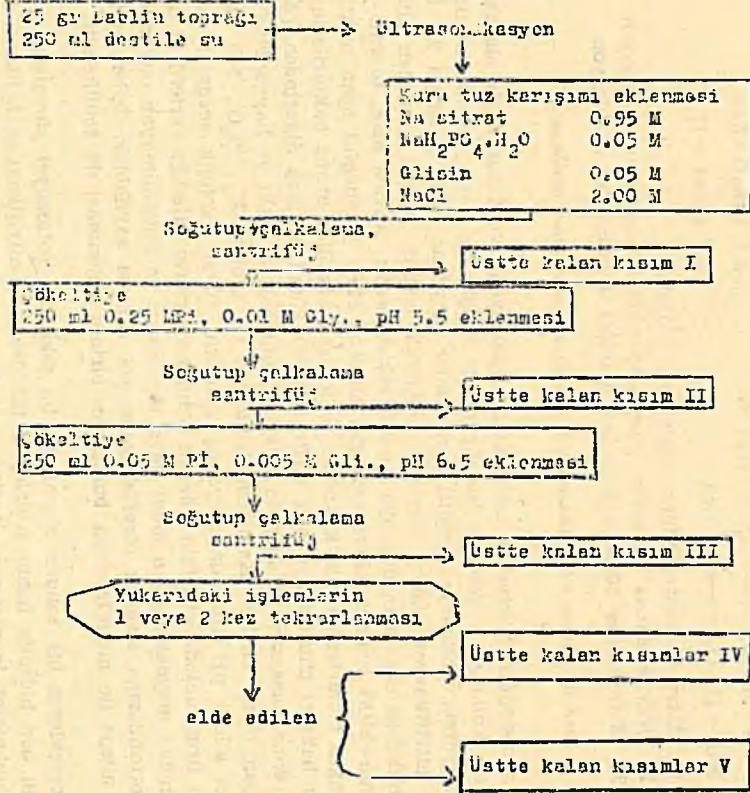 25 gr Dablin toprağı
250 ml destile su
Ültrasonikasyon
Kuru tuz karışımı eklenmesi
Na sitrat 0.95 M
NaH2PO4.H2O 0.05 M
Glisin 0.05 M
NaCl 2.00 M
Soğutup çalkalama,
santrifüj
Üstte kalan kısım I
Çökeltiye
250 ml 0.25 MPi, 0.01 M Gly., pH 5.5 eklenmesi
Soğutup çalkalama
santrifüj
Üstte kalan kısım II
Çökeltiye
250 ml 0.05 M Pi, 0.005 M Gli., pH 6.5 eklenmesi
Soğutup çalkalama
santrifüj
Üstte kalan kısım III
Yukarıdaki işlemlerin
1 veya 2 kez tekrarlanması
Üstte kalan kısımlar IV
elde edilen
Üstte kalan kısımlar V